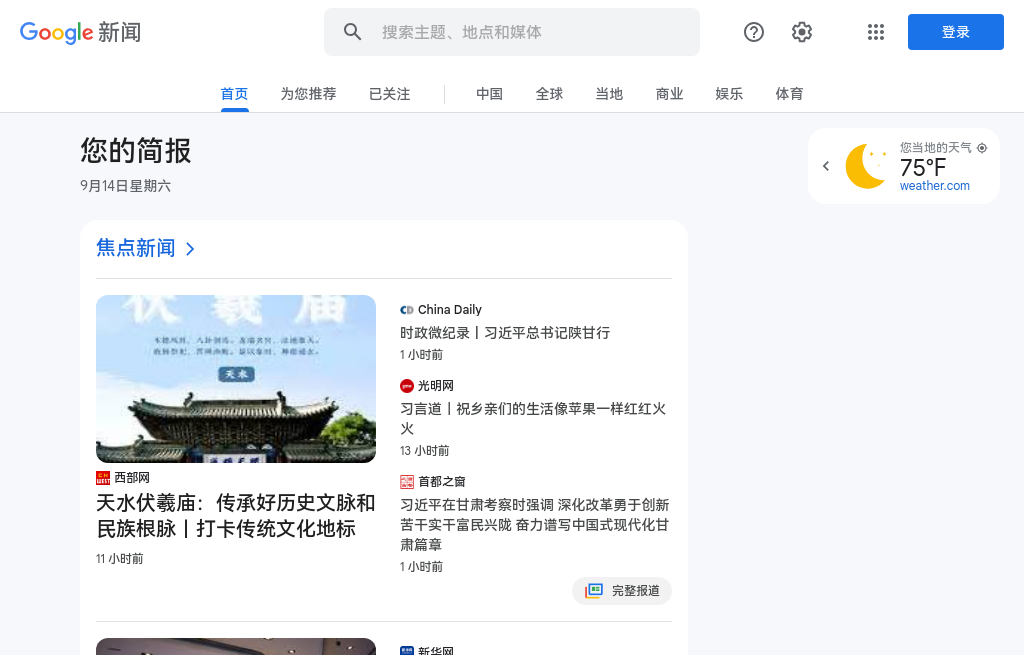 Google 新闻
搜索主题、地点和媒体
登录
首页
为您推荐
已关注
中国
全球
当地
商业
娱乐
体育
您的简报
9月14日星期六
您当地的天气
75°F
weather.com
焦点新闻
伏羲庙
天水
西部网
天水伏羲庙：传承好历史文脉和
民族根脉丨打卡传统文化地标
11 小时前
China Daily
时政微纪录丨习近平总书记陕甘行
1 小时前
光明网
习言道丨祝乡亲们的生活像苹果一样红红火
火
13 小时前
首都之窗
习近平在甘肃考察时强调 深化改革勇于创新
苦干实干富民兴陇 奋力谱写中国式现代化甘
肃篇章
1 小时前
完整报道
新华网